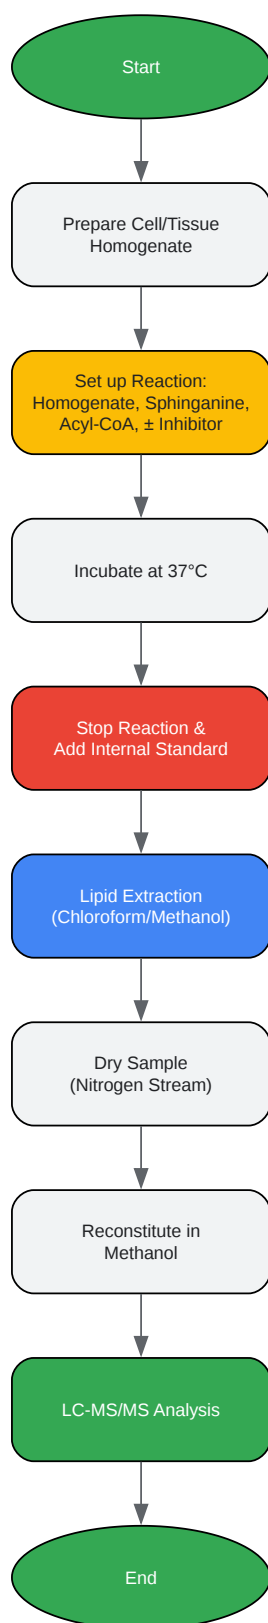 Start
Prepare Cell/Tissue
Homogenate
Set up Reaction:
Homogenate, Sphinganine,
Acyl-CoA, ± Inhibitor
Incubate at 37°C
Stop Reaction &
Add Internal Standard
Lipid Extraction
(Chloroform/Methanol)
Dry Sample
(Nitrogen Stream)
Reconstitute in
Methanol
LC-MS/MS Analysis
End